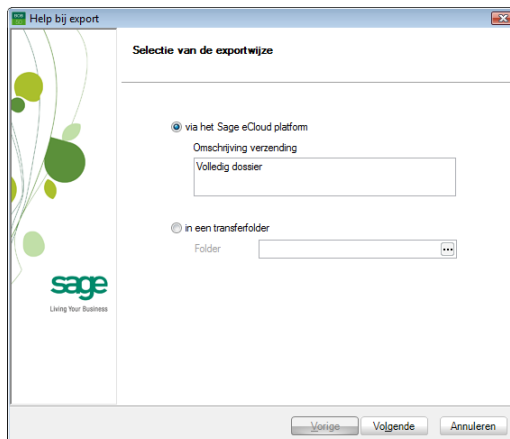 Help bij export
Selectie van de exportwijze
via het Sage eCloud platform
Omschrijving verzending
Volledig dossier
in een transferfolder
Folder
...
sage
Living Your Business
Vorige
Volgende
Annuleren